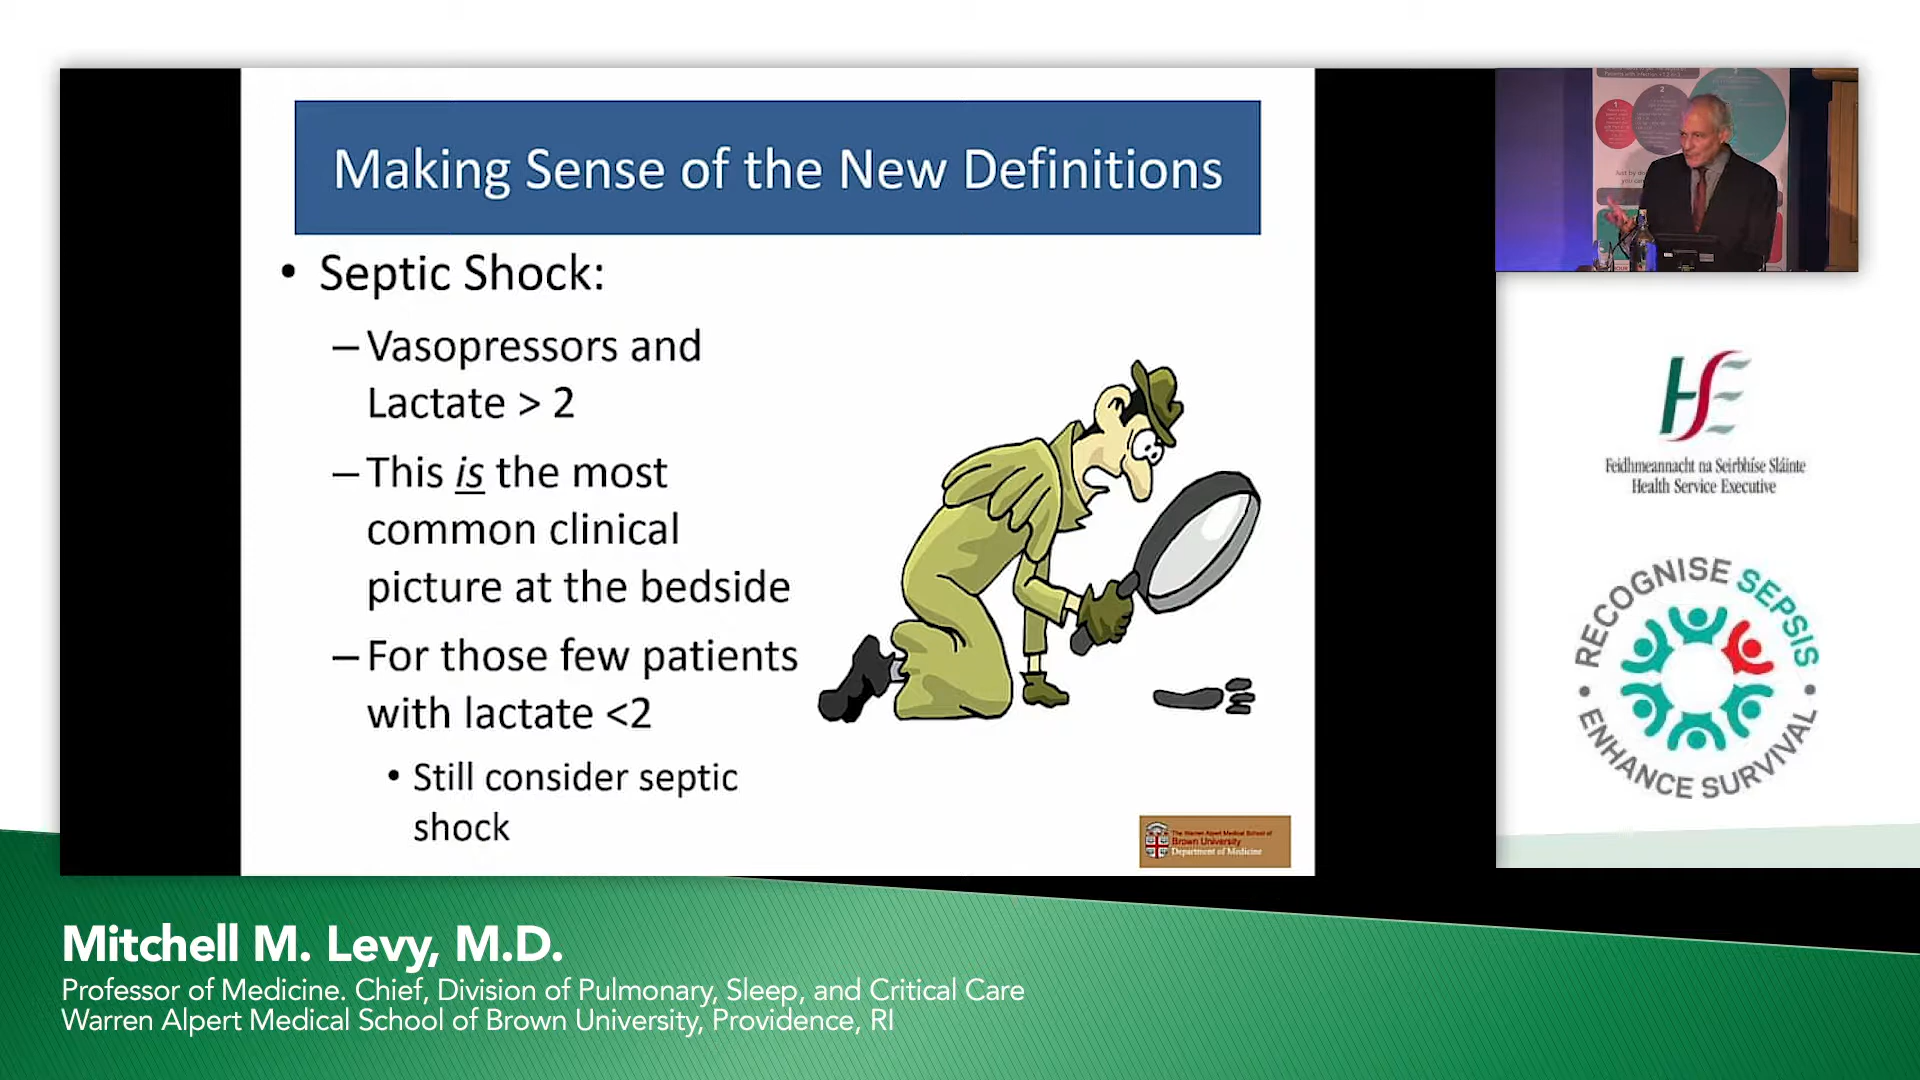 Making Sense of the New Definitions
• Septic Shock:
– Vasopressors and
Lactate > 2
– This is the most
common clinical
picture at the bedside
– For those few patients
with lactate <2
• Still consider septic
shock
The Warren Alpert Medical School of
Brown University
Department of Medicine
1
2
HSE
Feidhmeannacht na Seirbhíse Sláinte
Health Service Executive
RECOGNISE SEPSIS
• ENHANCE SURVIVAL •
Mitchell M. Levy, M.D.
Professor of Medicine. Chief, Division of Pulmonary, Sleep, and Critical Care
Warren Alpert Medical School of Brown University, Providence, RI